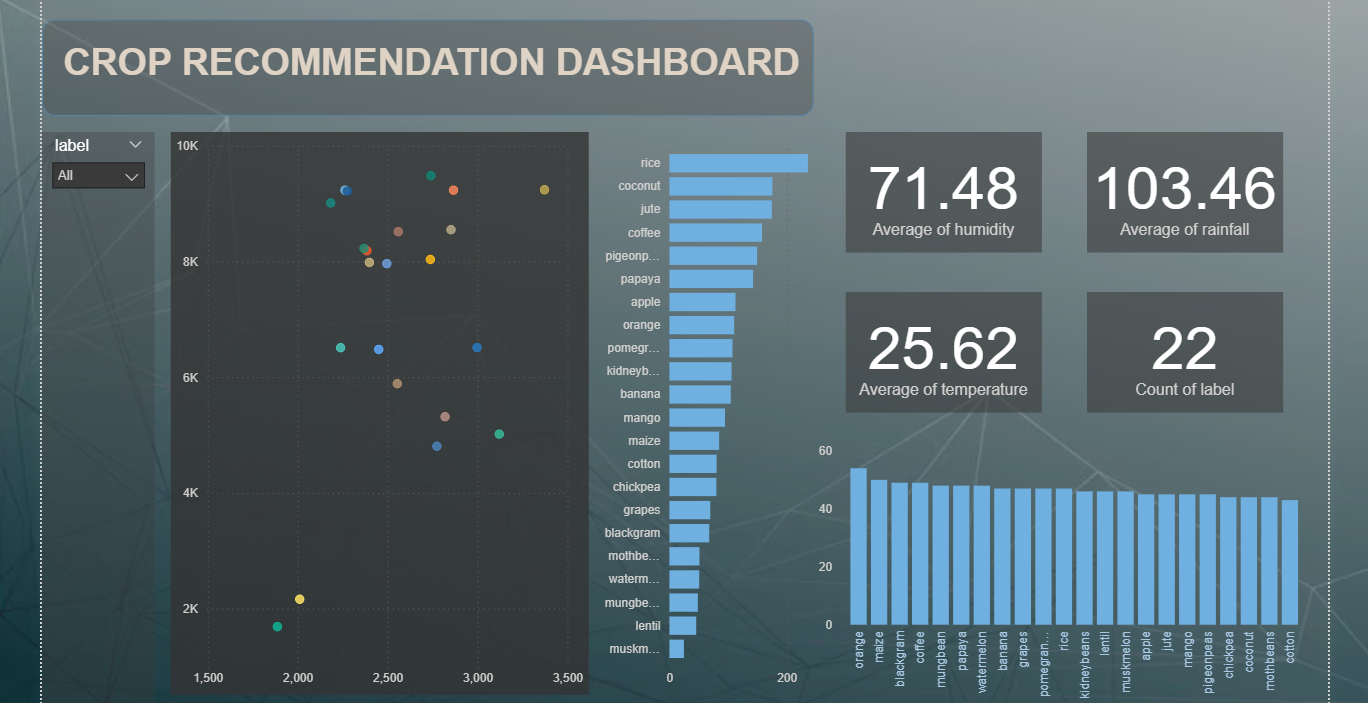 CROP RECOMMENDATION DASHBOARD
label
All
10K
8K
6K
4K
2K
1,500
2,000
2,500
3,000
3,500
rice
coconut
jute
coffee
pigeonp...
papaya
apple
orange
pomegr...
kidneyb...
banana
mango
maize
cotton
chickpea
grapes
blackgram
mothbe...
waterm...
mungbe...
lentil
muskm...
0
200
71.48
Average of humidity
103.46
Average of rainfall
25.62
Average of temperature
22
Count of label
60
40
20
0
orange
maize
blackgram
coffee
mungbean
papaya
watermelon
banana
grapes
pomegran...
rice
kidneybeans
lentil
muskmelon
apple
jute
mango
pigeonpeas
chickpea
coconut
mothbeans
cotton